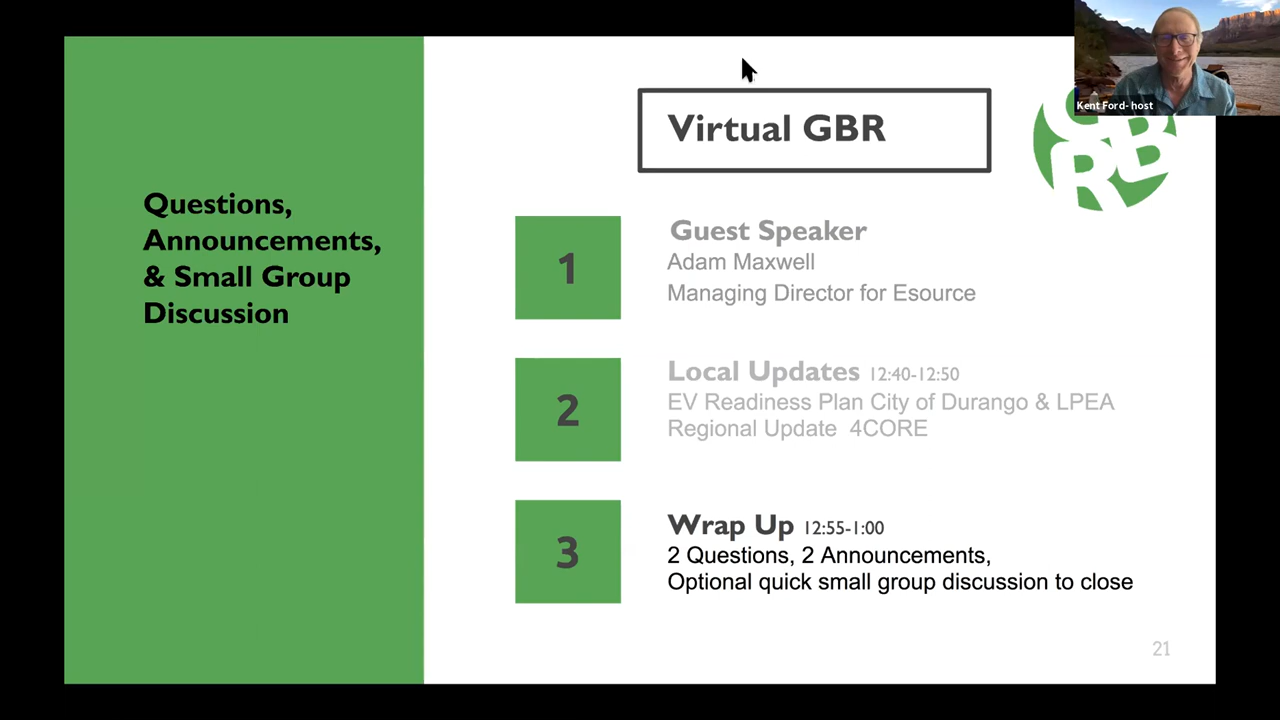 Kent Ford- host
Virtual GBR
GBRB
Questions,
Announcements,
& Small Group
Discussion
1
Guest Speaker
Adam Maxwell
Managing Director for Esource
2
Local Updates 12:40-12:50
EV Readiness Plan City of Durango & LPEA
Regional Update 4CORE
3
Wrap Up 12:55-1:00
2 Questions, 2 Announcements,
Optional quick small group discussion to close
21